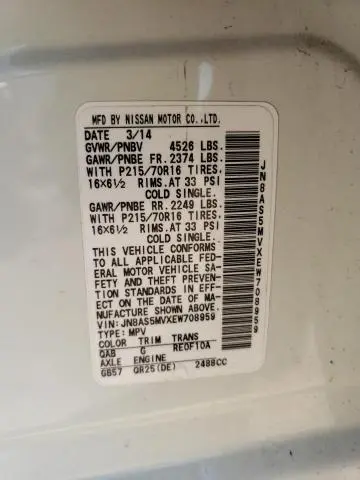 MFD BY NISSAN MOTOR CO.,LTD.
DATE 3/14
GVWR/PNBV 4526 LBS.
GAWR/PNBE FR. 2374 LBS.
WITH P215/70R16 TIRES,
16X6½ RIMS.AT 33 PSI
COLD SINGLE.
GAWR/PNBE RR. 2249 LBS.
WITH P215/70R16 TIRES,
16X6½ RIMS.AT 33 PSI
COLD SINGLE.
THIS VEHICLE CONFORMS
TO ALL APPLICABLE FED-
ERAL MOTOR VEHICLE SA-
FETY AND THEFT PREVEN-
TION STANDARDS IN EFF-
ECT ON THE DATE OF MA-
NUFACTURE SHOWN ABOVE.
VIN: JN8AS5MVXEW708959
TYPE: MPV
COLOR TRIM TRANS
QAB G RE0F10A
AXLE ENGINE
GB57 QR25(DE) 2488CC
JN8AS5MVXEW708959